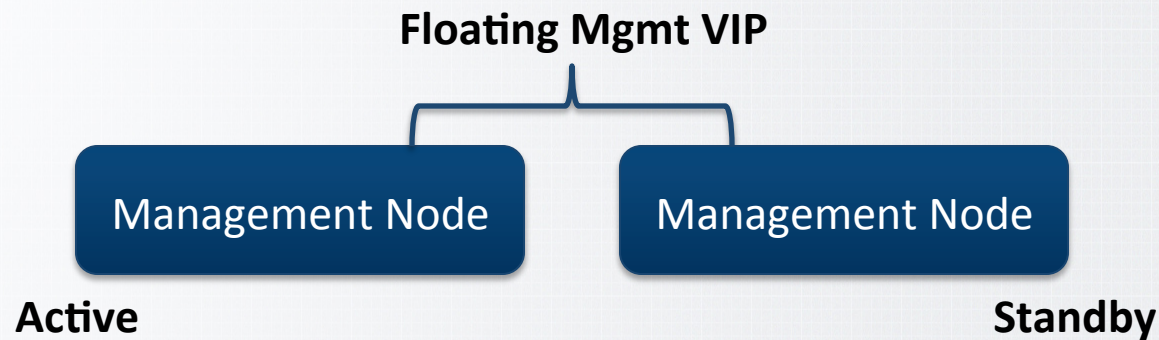 Floating Mgmt VIP
Management Node
Management Node
Active
Standby